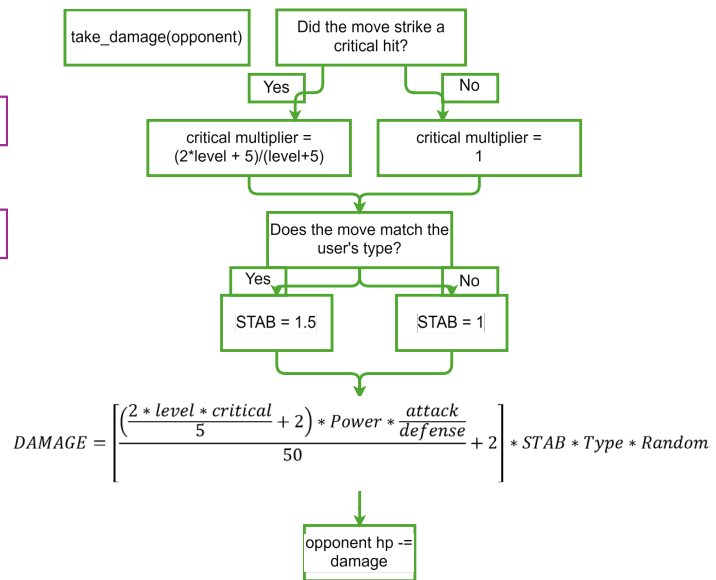 take_damage(opponent)
Did the move strike a
critical hit?
Yes
No
critical multiplier =
(2*level + 5)/(level+5)
critical multiplier =
1
Does the move match the
user's type?
Yes
No
STAB = 1.5
STAB = 1
DAMAGE = [((2 * level * critical)/5 + 2) * Power * (attack/defense)/50 + 2] * STAB * Type * Random
opponent hp -=
damage